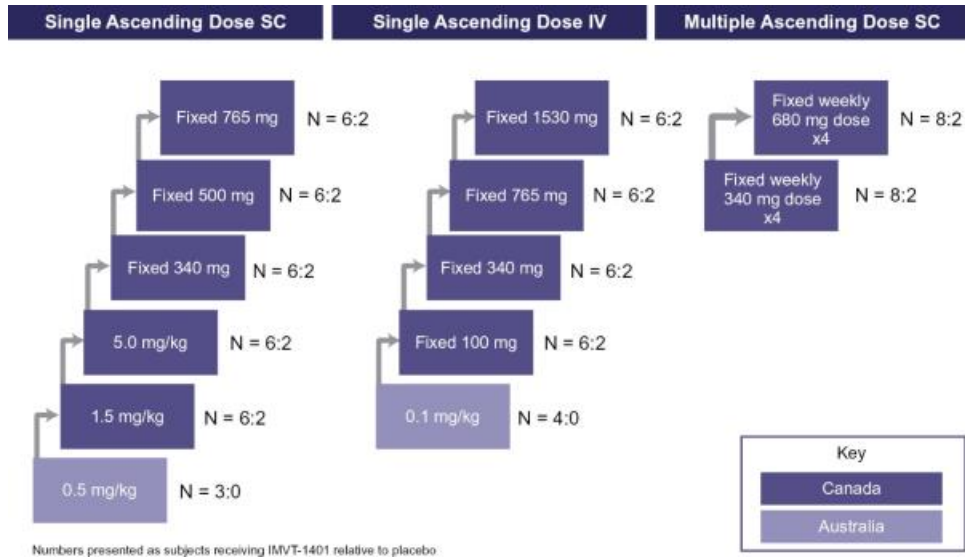 Single Ascending Dose SC
Fixed 765 mg
N = 6:2
Fixed 500 mg
N = 6:2
Fixed 340 mg
N = 6:2
5.0 mg/kg
N = 6:2
1.5 mg/kg
N = 6:2
0.5 mg/kg
N = 3:0
Single Ascending Dose IV
Fixed 1530 mg
N = 6:2
Fixed 765 mg
N = 6:2
Fixed 340 mg
N = 6:2
Fixed 100 mg
N = 6:2
0.1 mg/kg
N = 4:0
Multiple Ascending Dose SC
Fixed weekly
680 mg dose
x4
N = 8:2
Fixed weekly
340 mg dose
x4
N = 8:2
Key
Canada
Australia
Numbers presented as subjects receiving IMVT-1401 relative to placebo